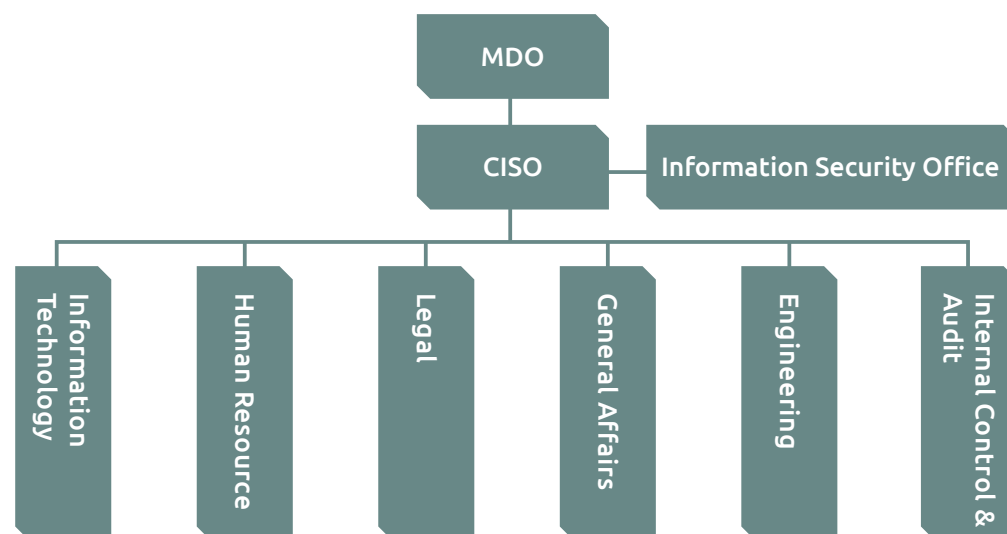 MDO
CISO
Information Security Office
Information
Technology
Human Resource
Legal
General Affairs
Engineering
Internal Control &
Audit